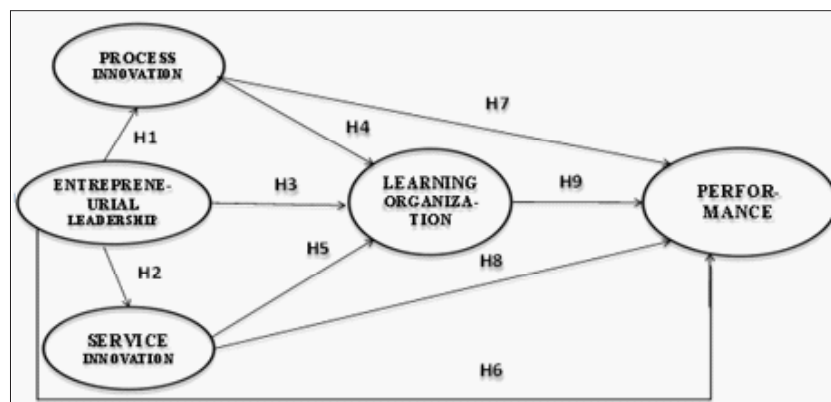 PROCESS
INNOVATION
H7
H1
H4
ENTREPRENE-
URIAL
LEADERSHIP
H3
LEARNING
ORGANIZA-
TION
H9
PERFOR-
MANCE
H2
H5
H8
SERVICE
INNOVATION
H6